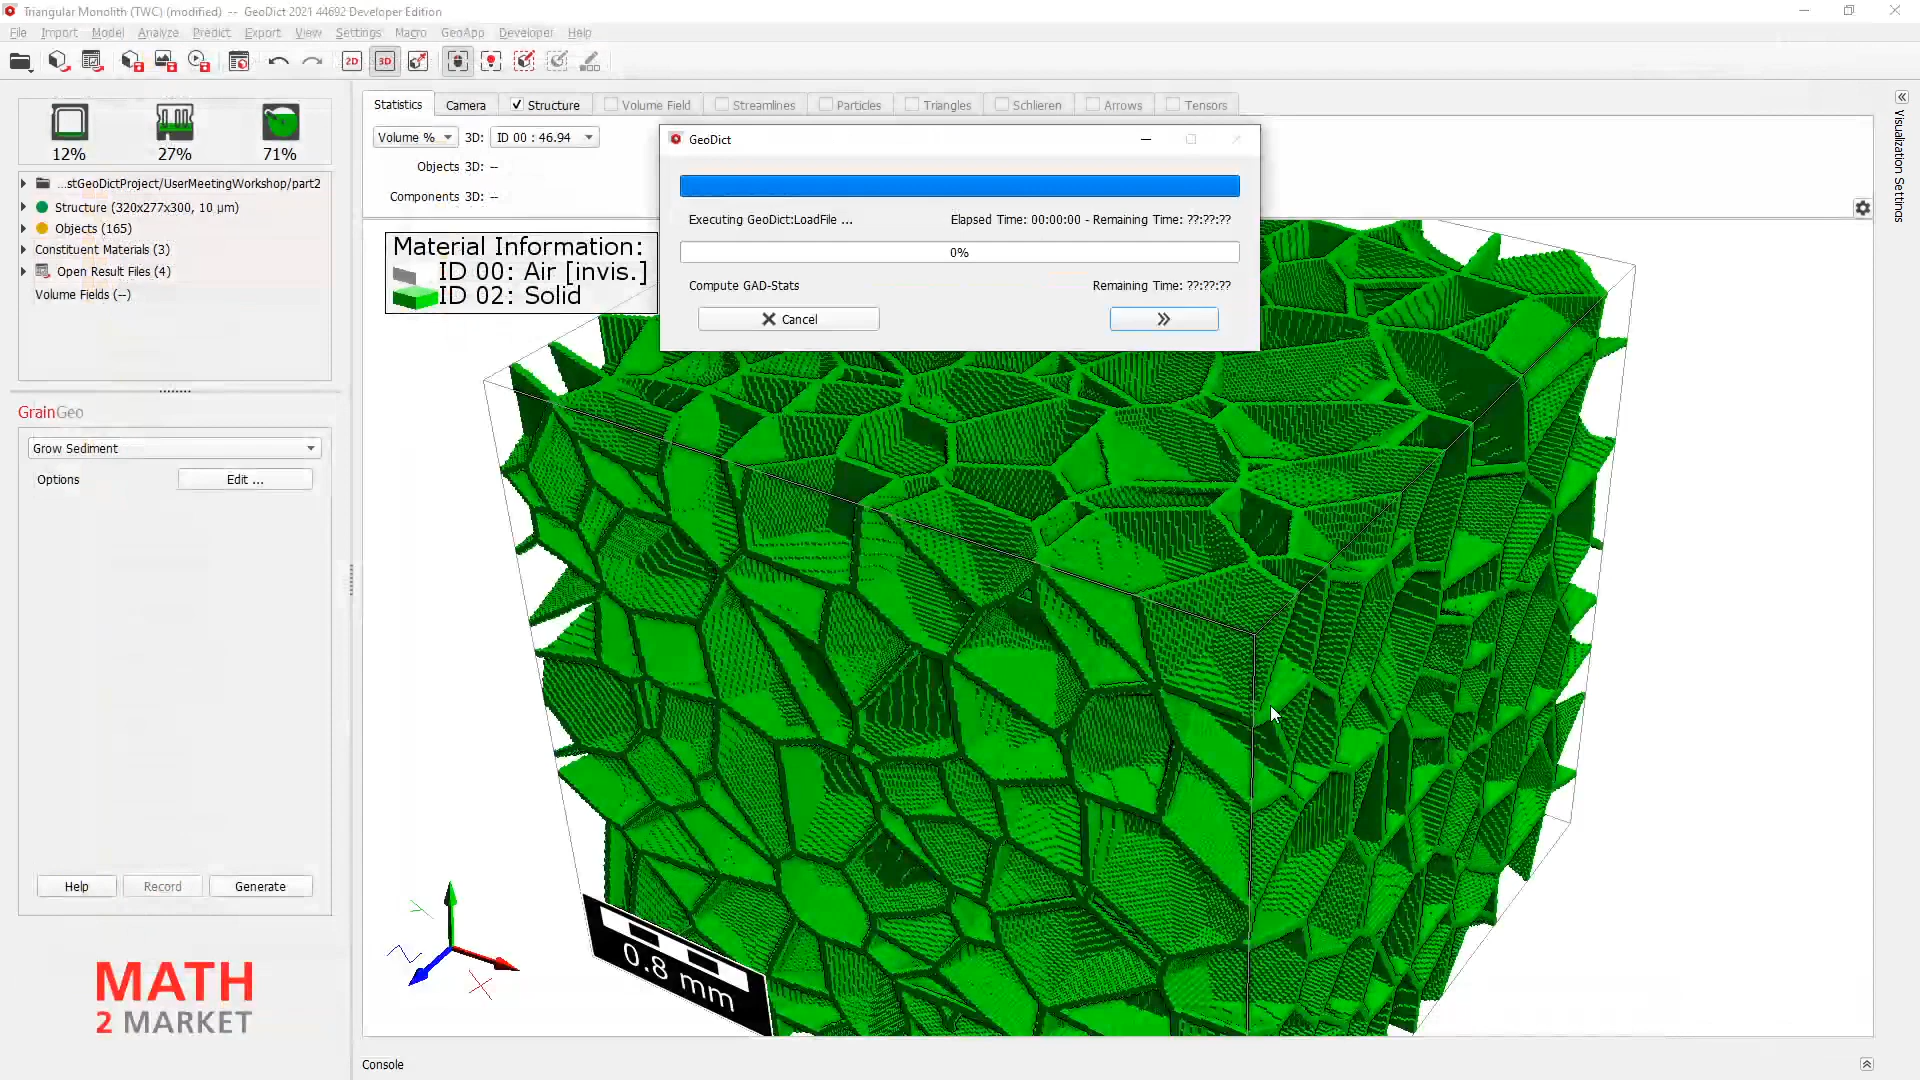 Triangular Monolith (TWC) (modified) -- GeoDict 2021 44692 Developer Edition
File Import Model Analyze Predict Export View Settings Macro GeoApp Developer Help
2D 3D
Statistics Camera Structure Volume Field Streamlines Particles Triangles Schlieren Arrows Tensors
12% 27% 71%
Volume % 3D: ID 00 : 46.94
Objects 3D: --
Components 3D: --
...stGeoDictProject/UserMeetingWorkshop/part2
Structure (320x277x300, 10 µm)
Objects (165)
Constituent Materials (3)
Open Result Files (4)
Volume Fields (--)
GeoDict
Executing GeoDict:LoadFile ... Elapsed Time: 00:00:00 - Remaining Time: ??:??:??
0%
Compute GAD-Stats Remaining Time: ??:??:??
Cancel
Visualization Settings
Material Information:
ID 00: Air [invis.]
ID 02: Solid
GrainGeo
Grow Sediment
Options Edit ...
Help Record Generate
0.8 mm
X
Y
Z
MATH
2 MARKET
Console